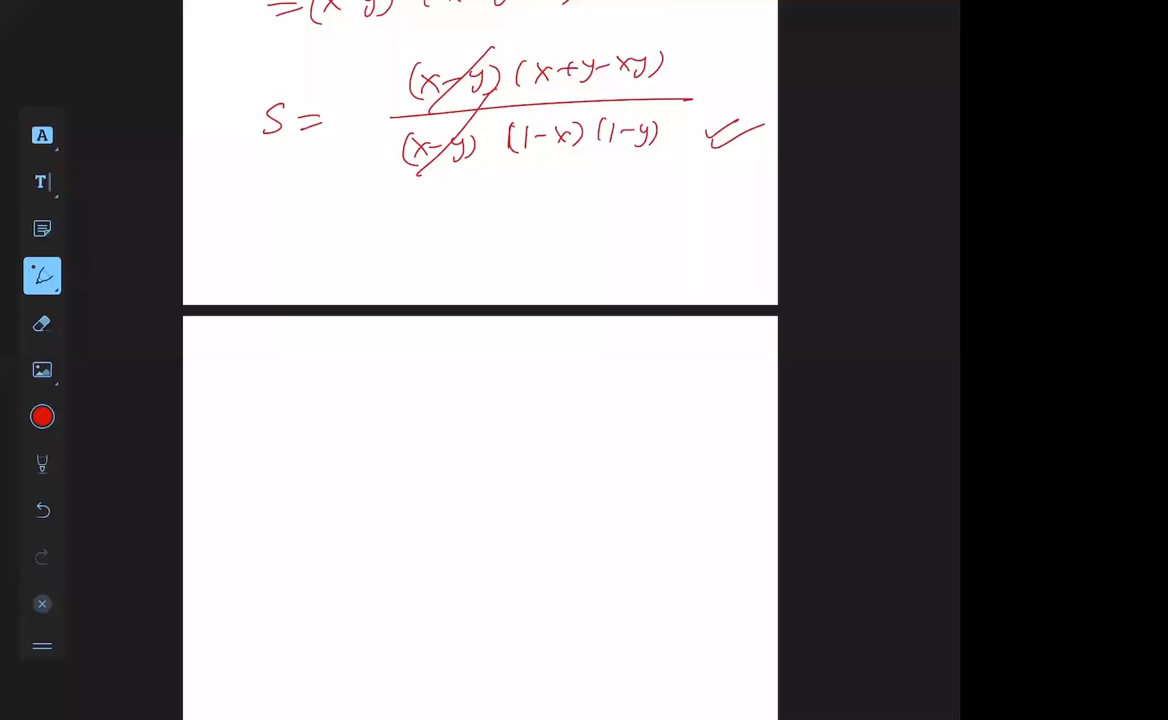 S = (x-y) (x+y-xy) / (x-y) (1-x) (1-y)
A
T